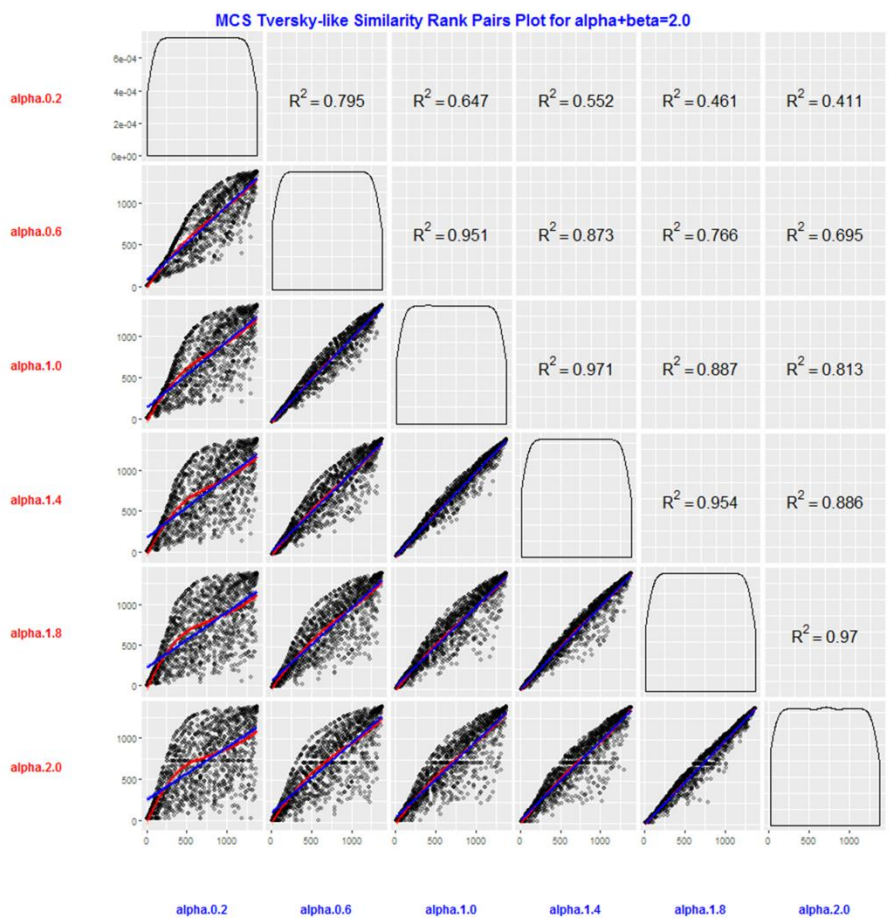 MCS Tversky-like Similarity Rank Pairs Plot for alpha+beta=2.0
6e-04
4e-04
2e-04
0e+00
alpha.0.2
R² = 0.795
R² = 0.647
R² = 0.552
R² = 0.461
R² = 0.411
1000
500
0
alpha.0.6
R² = 0.951
R² = 0.873
R² = 0.766
R² = 0.695
1000
500
0
alpha.1.0
R² = 0.971
R² = 0.887
R² = 0.813
1000
500
0
alpha.1.4
R² = 0.954
R² = 0.886
1000
500
0
alpha.1.8
R² = 0.97
1000
500
0
alpha.2.0
0 500 1000 0 500 1000 0 500 1000 0 500 1000 0 500 1000 0 500 1000
alpha.0.2 alpha.0.6 alpha.1.0 alpha.1.4 alpha.1.8 alpha.2.0